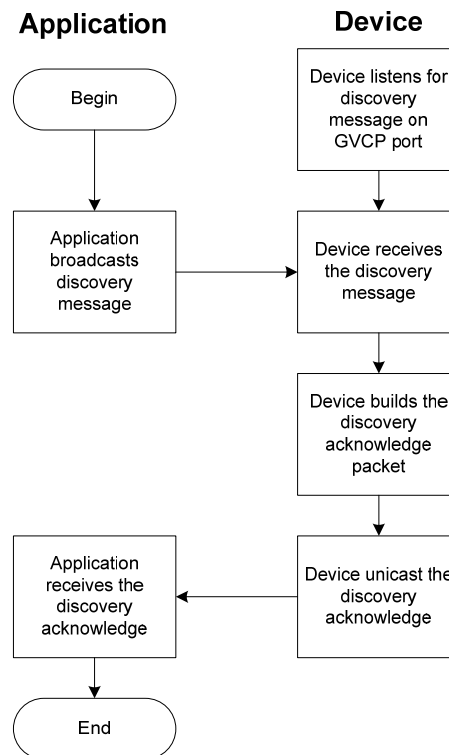 Application
Device
Begin
Device listens for
discovery
message on
GVCP port
Application
broadcasts
discovery
message
Device receives
the discovery
message
Device builds the
discovery
acknowledge
packet
Device unicast the
discovery
acknowledge
Application
receives the
discovery
acknowledge
End